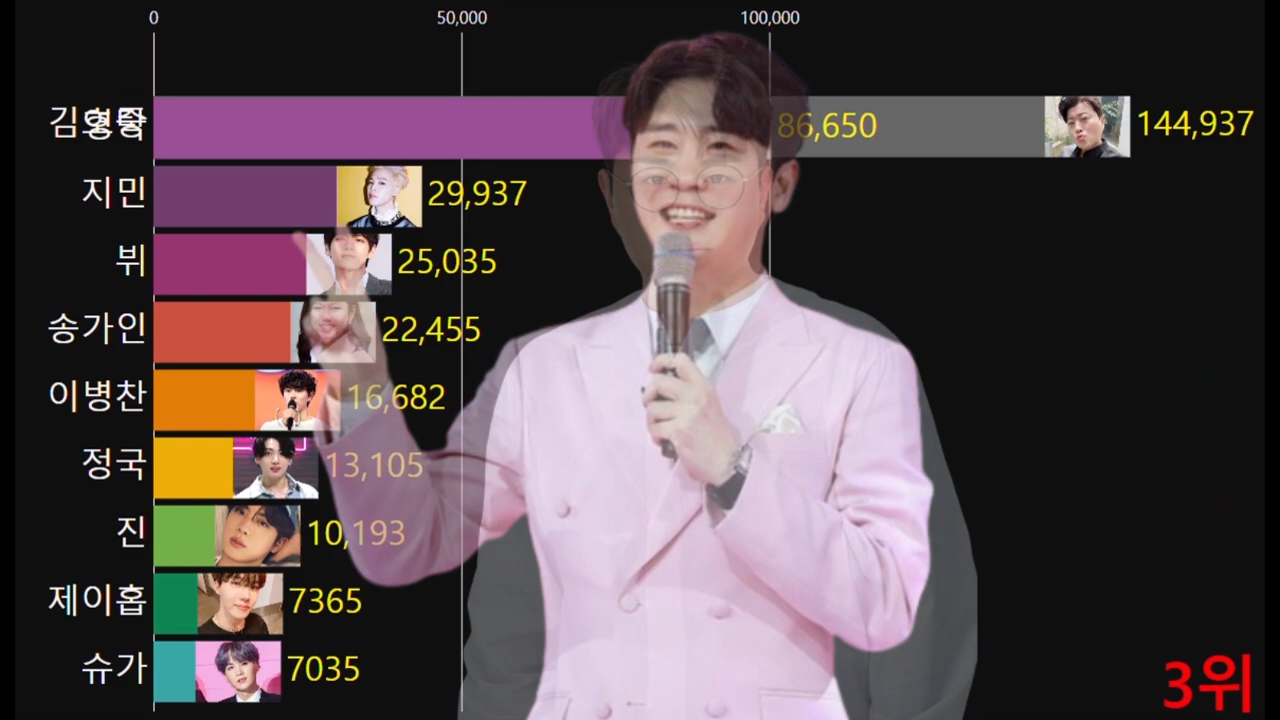 0 50,000 100,000
86,650 144,937
지민 29,937
뷔 25,035
송가인 22,455
이병찬 16,682
정국 13,105
진 10,193
제이홉 7365
슈가 7035
3위